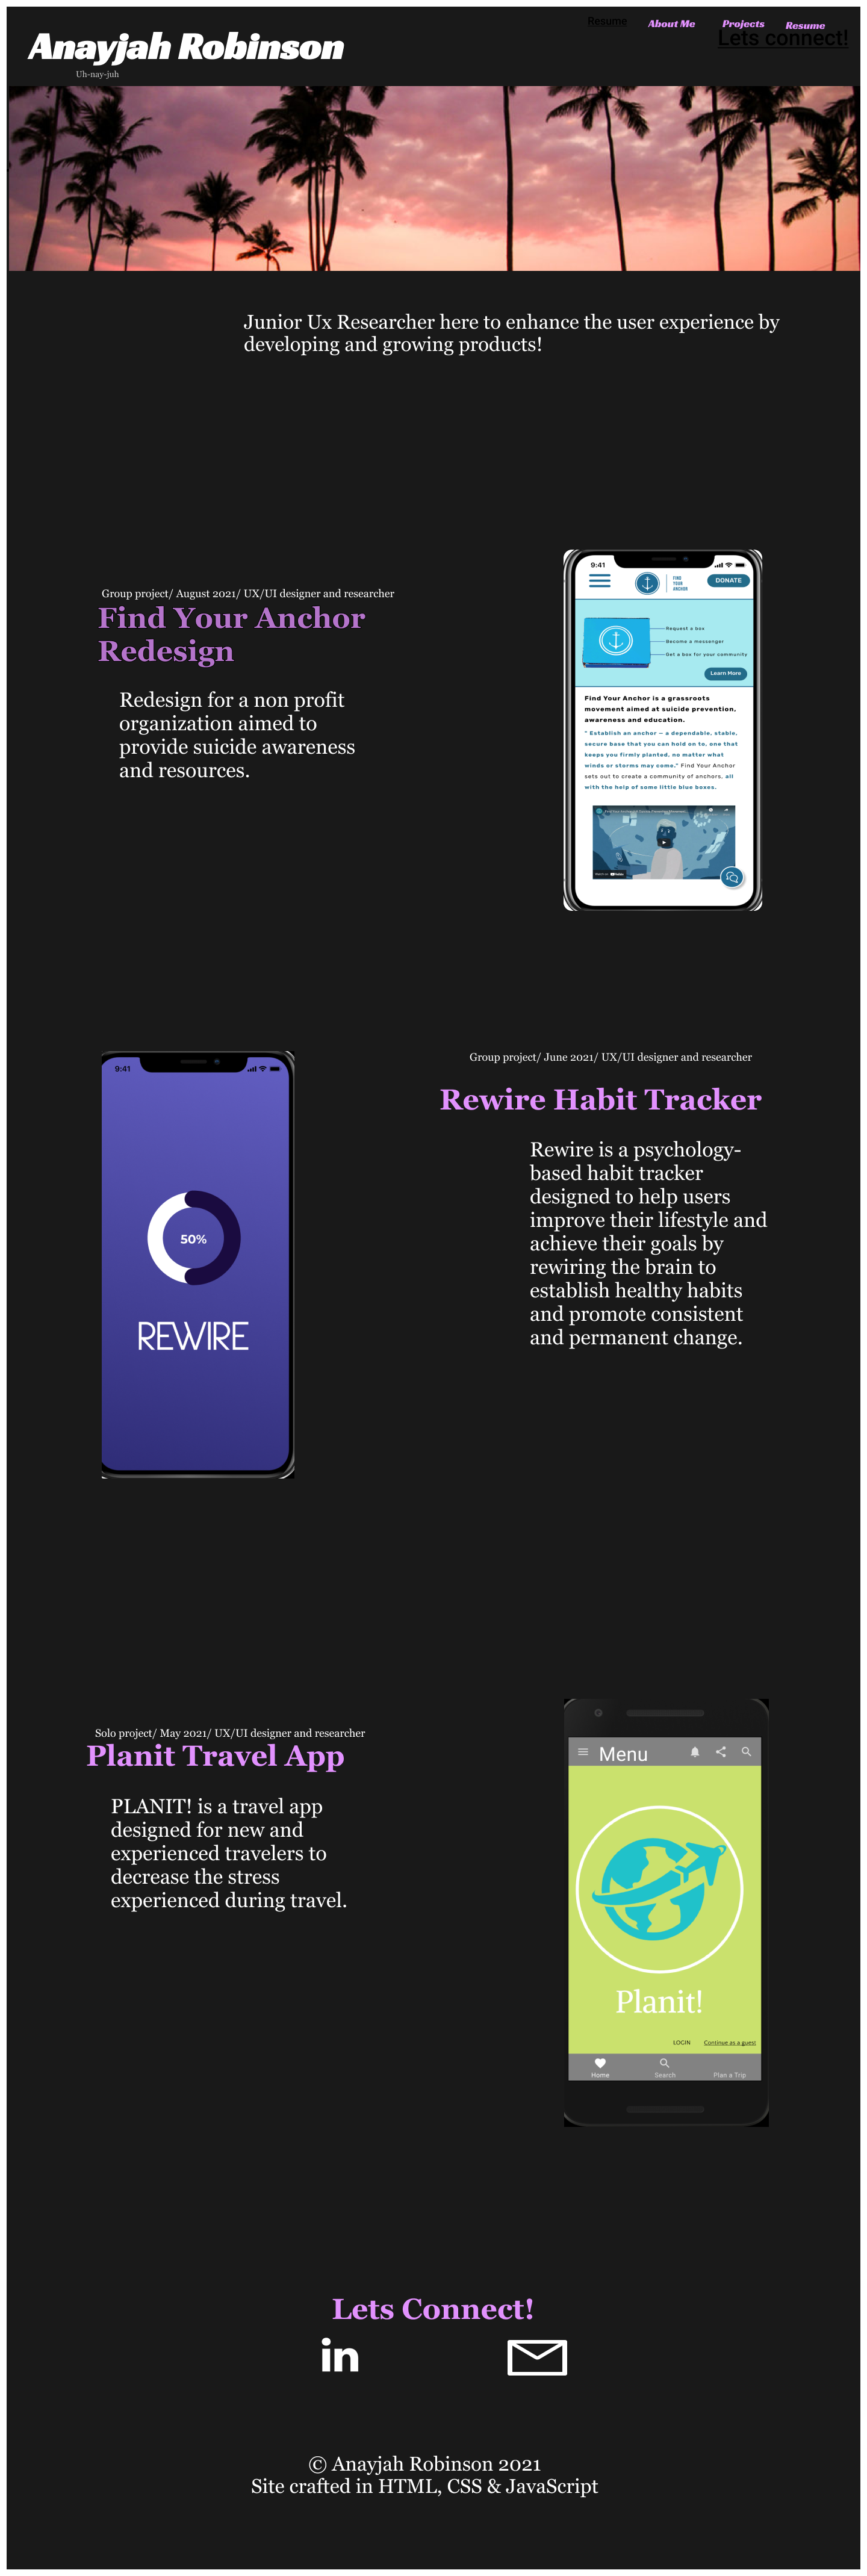 Resume
About Me
Projects
Resume
Lets connect!
Anayjah Robinson
Uh-nay-juh
Junior Ux Researcher here to enhance the user experience by
developing and growing products!
Group project/ August 2021/ UX/UI designer and researcher
Find Your Anchor
Redesign
Redesign for a non profit
organization aimed to
provide suicide awareness
and resources.
9:41
FIND
YOUR
ANCHOR
DONATE
Request a box
Become a messenger
Get a box for your community
Learn More
Find Your Anchor is a grassroots
movement aimed at suicide prevention,
awareness and education.
" Establish an anchor — a dependable, stable,
secure base that you can hold on to, one that
keeps you firmly planted, no matter what
winds or storms may come." Find Your Anchor
sets out to create a community of anchors, all
with the help of some little blue boxes.
Group project/ June 2021/ UX/UI designer and researcher
Rewire Habit Tracker
Rewire is a psychology-
based habit tracker
designed to help users
improve their lifestyle and
achieve their goals by
rewiring the brain to
establish healthy habits
and promote consistent
and permanent change.
9:41
50%
REWIRE
Solo project/ May 2021/ UX/UI designer and researcher
Planit Travel App
PLANIT! is a travel app
designed for new and
experienced travelers to
decrease the stress
experienced during travel.
Menu
Planit!
LOGIN
Continue as a guest
Home
Search
Plan a Trip
Lets Connect!
in
© Anayjah Robinson 2021
Site crafted in HTML, CSS & JavaScript